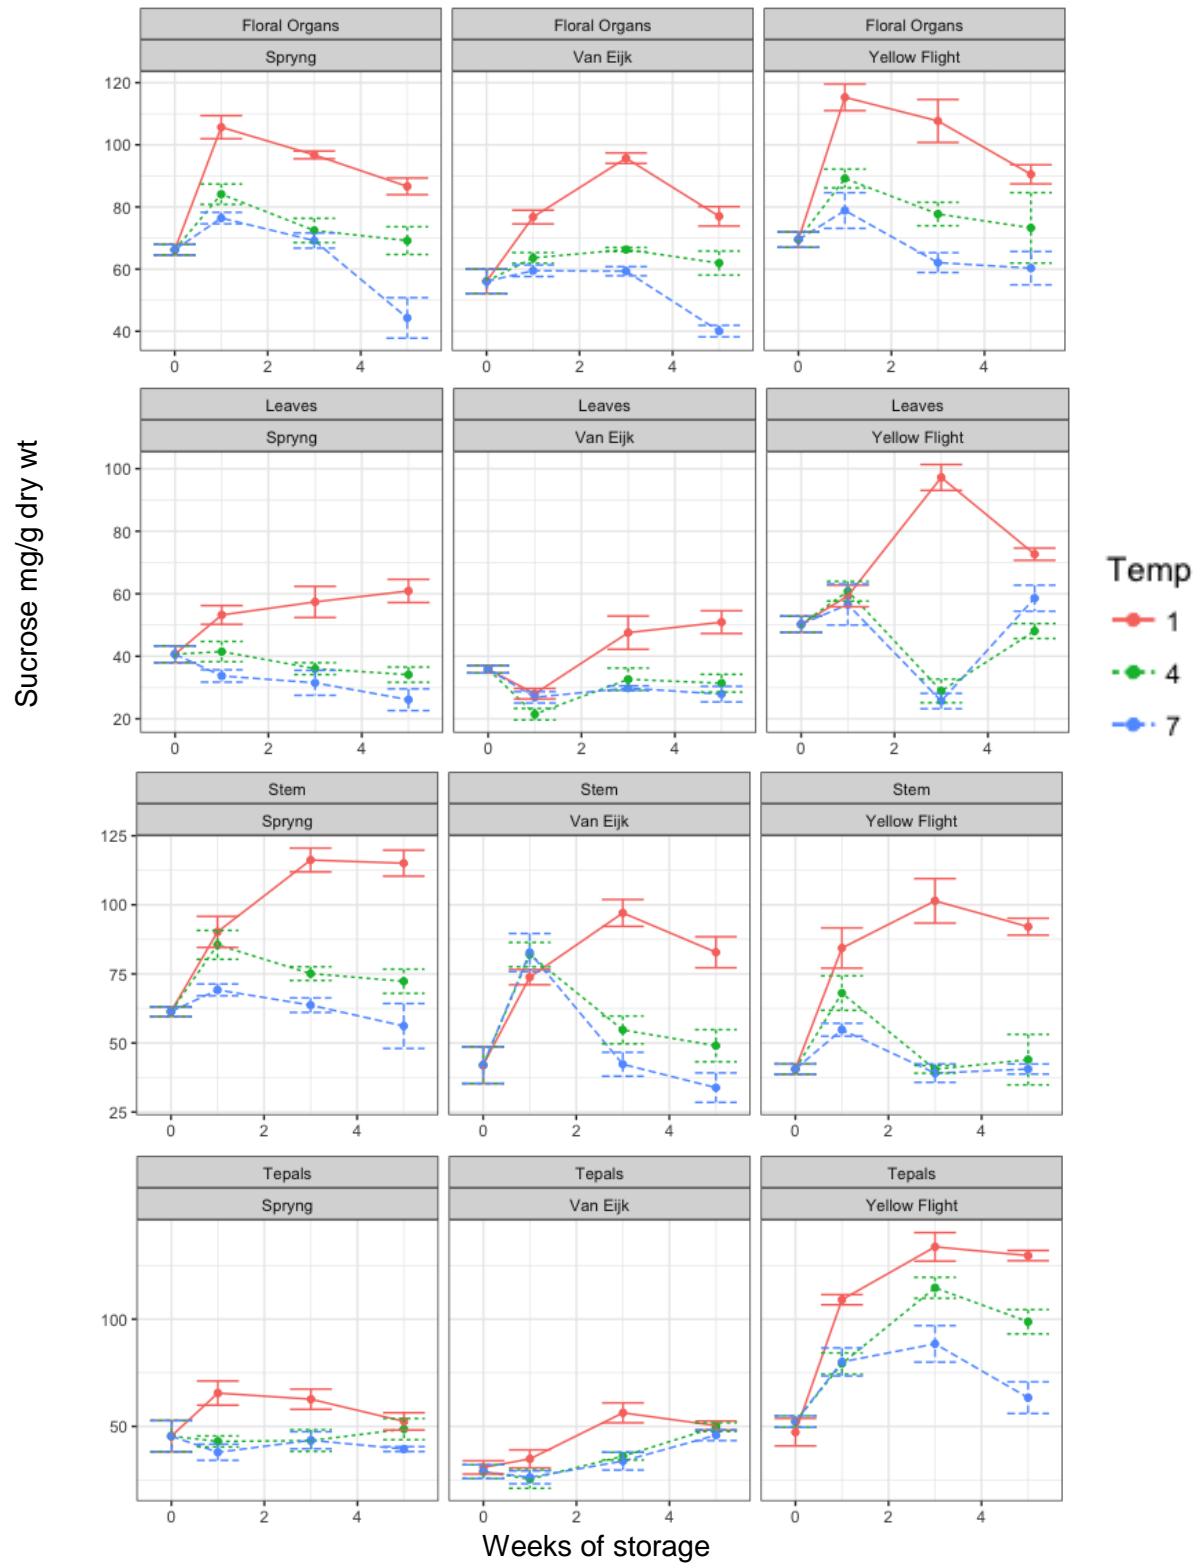 Floral Organs Floral Organs Floral Organs
Spryng Van Eijk Yellow Flight
120
100
80
60
40
0 2 4 0 2 4 0 2 4
Leaves Leaves Leaves
Spryng Van Eijk Yellow Flight
100
80
60
40
20
0 2 4 0 2 4 0 2 4
Sucrose mg/g dry wt
Temp
1
4
7
Stem Stem Stem
Spryng Van Eijk Yellow Flight
125
100
75
50
25
0 2 4 0 2 4 0 2 4
Tepals Tepals Tepals
Spryng Van Eijk Yellow Flight
100
50
0 2 4 0 2 4 0 2 4
Weeks of storage